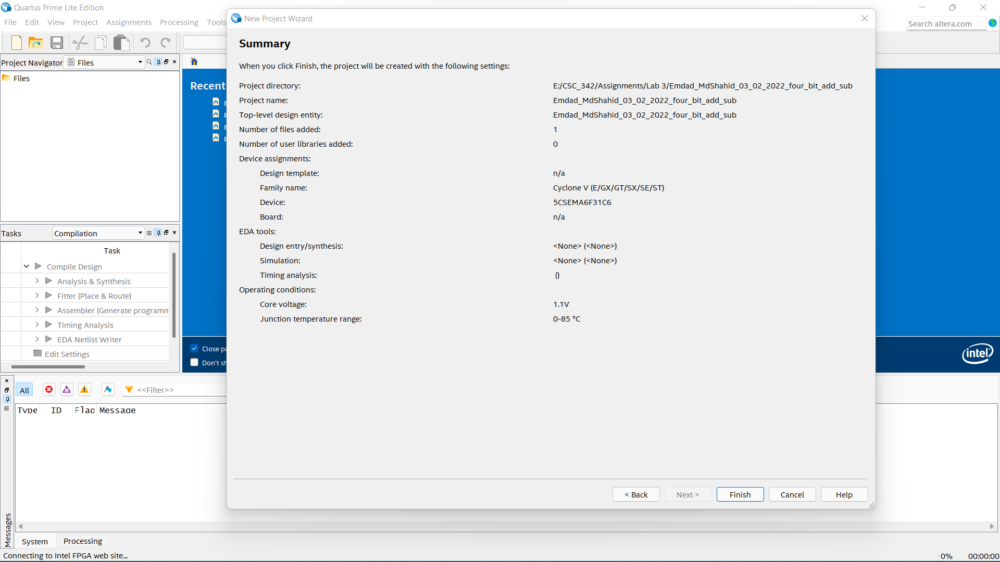 Quartus Prime Lite Edition
File Edit View Project Assignments Processing Tools
Search altera.com
Project Navigator Files
Files
Tasks Compilation
Task
Compile Design
Analysis & Synthesis
Fitter (Place & Route)
Assembler (Generate programm
Timing Analysis
EDA Netlist Writer
Edit Settings
Recent
Close pa
Don't sh
intel
New Project Wizard
Summary
When you click Finish, the project will be created with the following settings:
Project directory: E:/CSC_342/Assignments/Lab 3/Emdad_MdShahid_03_02_2022_four_bit_add_sub
Project name: Emdad_MdShahid_03_02_2022_four_bit_add_sub
Top-level design entity: Emdad_MdShahid_03_02_2022_four_bit_add_sub
Number of files added: 1
Number of user libraries added: 0
Device assignments:
Design template: n/a
Family name: Cyclone V (E/GX/GT/SX/SE/ST)
Device: 5CSEMA6F31C6
Board: n/a
EDA tools:
Design entry/synthesis: <None> (<None>)
Simulation: <None> (<None>)
Timing analysis: ()
Operating conditions:
Core voltage: 1.1V
Junction temperature range: 0-85 °C
< Back Next > Finish Cancel Help
All <<Filter>>
Type ID Flag Message
Messages
System Processing
Connecting to Intel FPGA web site... 0% 00:00:00